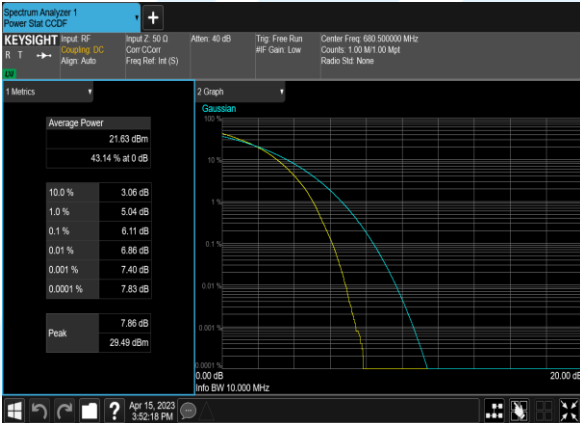 Spectrum Analyzer 1
Power Stat CCDF
KEYSIGHT
R T
LV
Input: RF
Coupling: DC
Align: Auto
Input Z: 50 Ω
Corr CCorr
Freq Ref: Int (S)
Atten: 40 dB
Trig: Free Run
#IF Gain: Low
Center Freq: 680.500000 MHz
Counts: 1.00 M/1.00 Mpt
Radio Std: None
1 Metrics
Average Power
21.63 dBm
43.14 % at 0 dB
10.0 % 3.06 dB
1.0 % 5.04 dB
0.1 % 6.11 dB
0.01 % 6.86 dB
0.001 % 7.40 dB
0.0001 % 7.83 dB
Peak
7.86 dB
29.49 dBm
2 Graph
Gaussian
100 %
10 %
1 %
0.1 %
0.01 %
0.001 %
0.0001 %
0.00 dB
20.00 dB
Info BW 10.000 MHz
?
Apr 15, 2023
3:52:18 PM